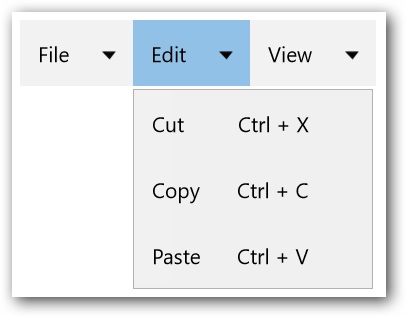 File Edit View
Cut Ctrl + X
Copy Ctrl + C
Paste Ctrl + V